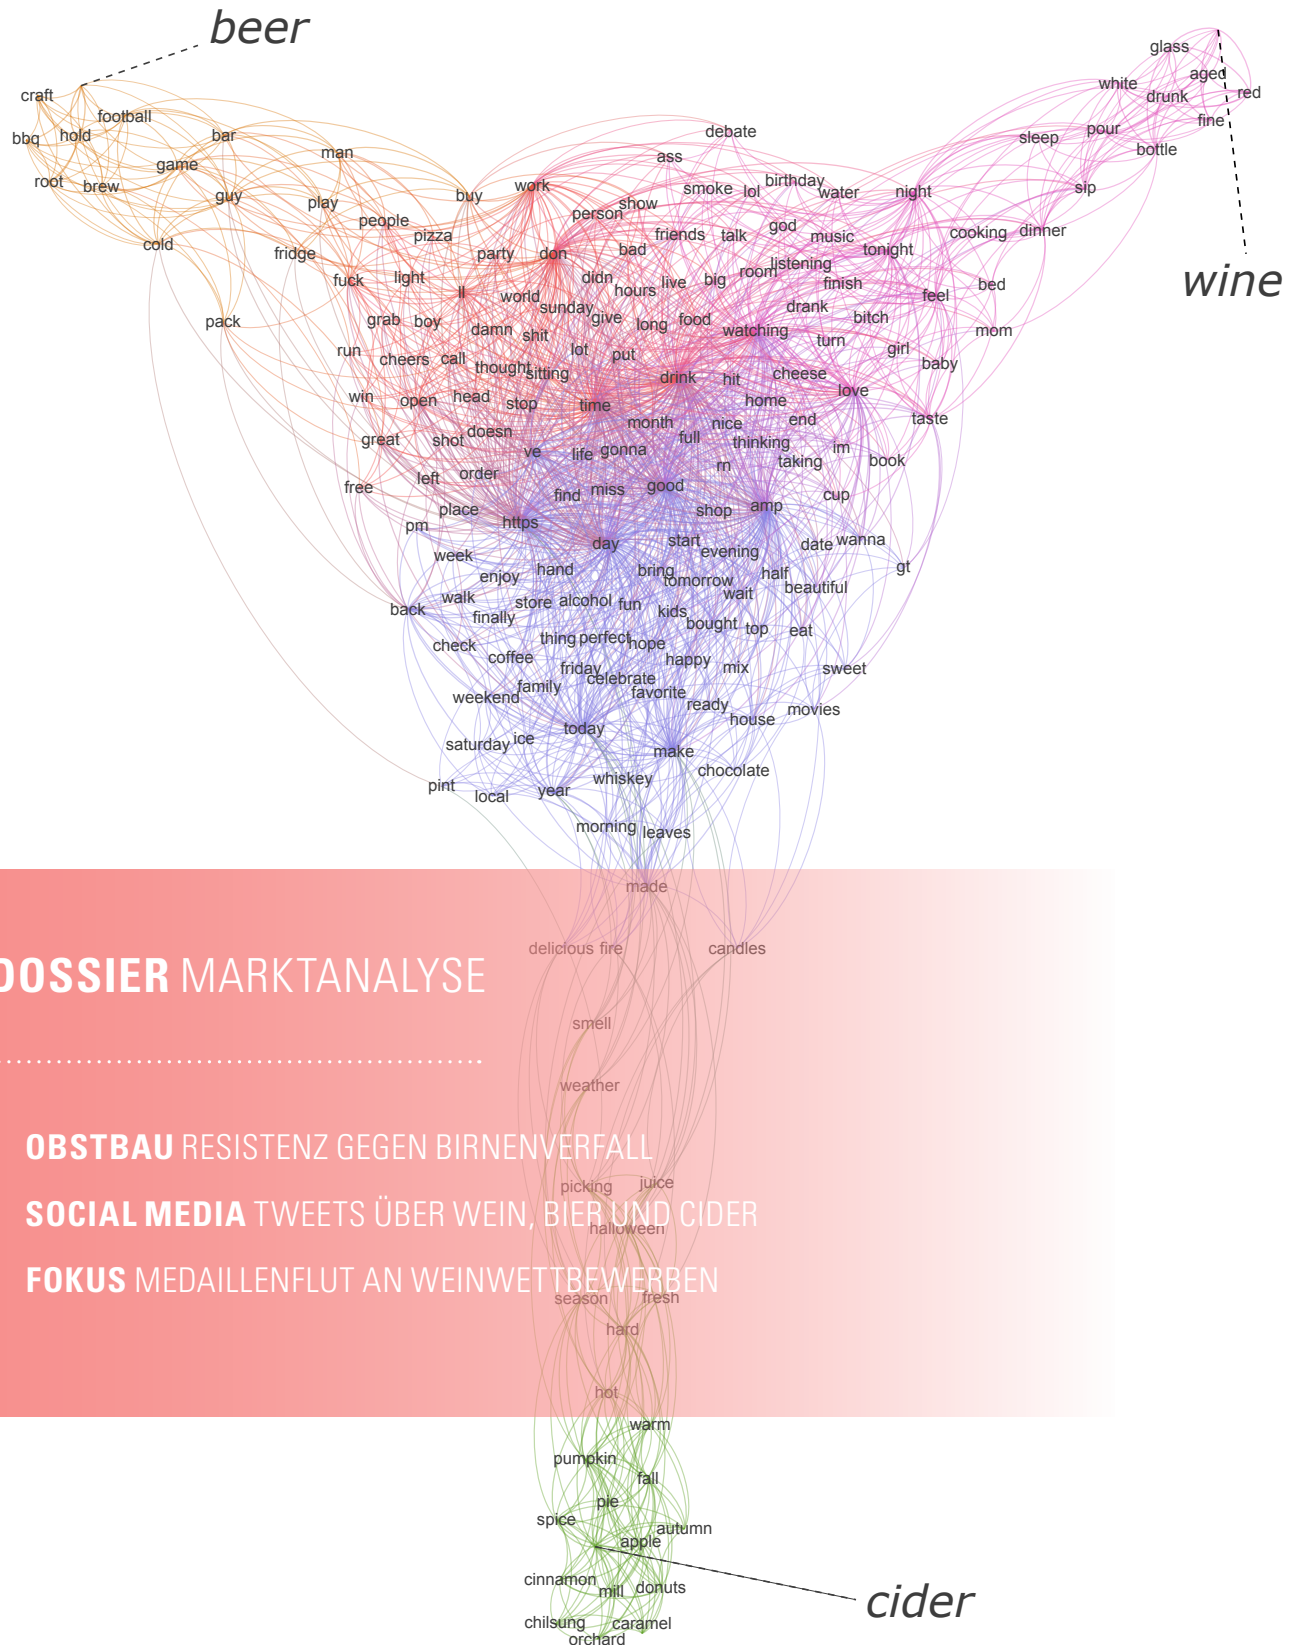 beer
glass
aged
white
red
craft
drunk
football
fine
bbq
hold
bar
debate
sleep
pour
bottle
man
ass
game
root
brew
guy
play
buy
work
smoke
lol
birthday
water
night
sip
show
person
people
pizza
friends
talk
god
music
cooking
dinner
cold
fridge
party
don
bad
tonight
room
listening
wine
fuck
light
ll
didn
hours
live
big
finish
feel
bed
world
sunday
give
long
food
drank
bitch
pack
grab
boy
damn
shit
watching
turn
mom
run
cheers
call
lot
put
girl
baby
thought
sitting
drink
hit
cheese
love
win
open
head
stop
time
home
month
nice
end
taste
great
shot
doesn
full
thinking
im
ve
life
gonna
rn
taking
book
free
left
order
find
miss
good
cup
place
https
shop
amp
pm
day
start
evening
date
wanna
week
enjoy
hand
bring
tomorrow
half
gt
beautiful
back
walk
store
alcohol
fun
kids
wait
finally
bought
top
eat
check
thing
perfect
hope
coffee
friday
happy
mix
sweet
weekend
family
celebrate
favorite
ready
house
movies
today
saturday
ice
make
chocolate
pint
local
year
whiskey
morning
leaves
made
delicious
fire
candles
DOSSIER MARKTANALYSE
smell
weather
OBSTBAU RESISTENZ GEGEN BIRNENVERFALL
picking
juice
SOCIAL MEDIA TWEETS ÜBER WEIN, BIER UND CIDER
halloween
FOKUS MEDAILLENFLUT AN WEINWETTBEWERBEN
season
fresh
hard
hot
warm
pumpkin
fall
pie
spice
autumn
apple
cinnamon
mill
donuts
cider
chilsung
caramel
orchard